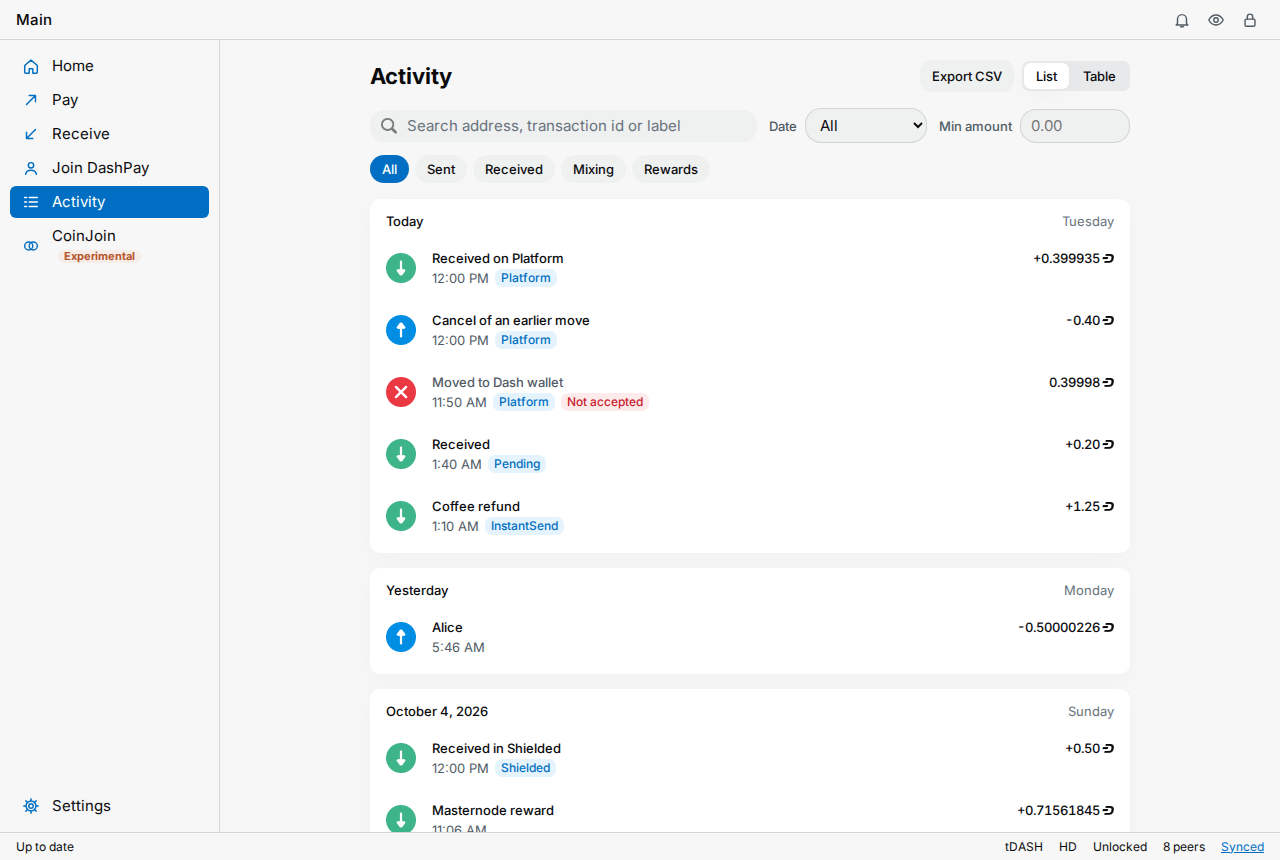 Main
Home
Pay
Receive
Join DashPay
Activity
CoinJoin
Experimental
Settings
Activity
Export CSV
List
Table
Search address, transaction id or label
Date
All
Min amount
0.00
All
Sent
Received
Mixing
Rewards
Today
Tuesday
Received on Platform
+0.399935
12:00 PM
Platform
Cancel of an earlier move
-0.40
12:00 PM
Platform
Moved to Dash wallet
0.39998
11:50 AM
Platform
Not accepted
Received
+0.20
1:40 AM
Pending
Coffee refund
+1.25
1:10 AM
InstantSend
Yesterday
Monday
Alice
-0.50000226
5:46 AM
October 4, 2026
Sunday
Received in Shielded
+0.50
12:00 PM
Shielded
Masternode reward
+0.71561845
11:06 AM
Up to date
tDASH
HD
Unlocked
8 peers
Synced